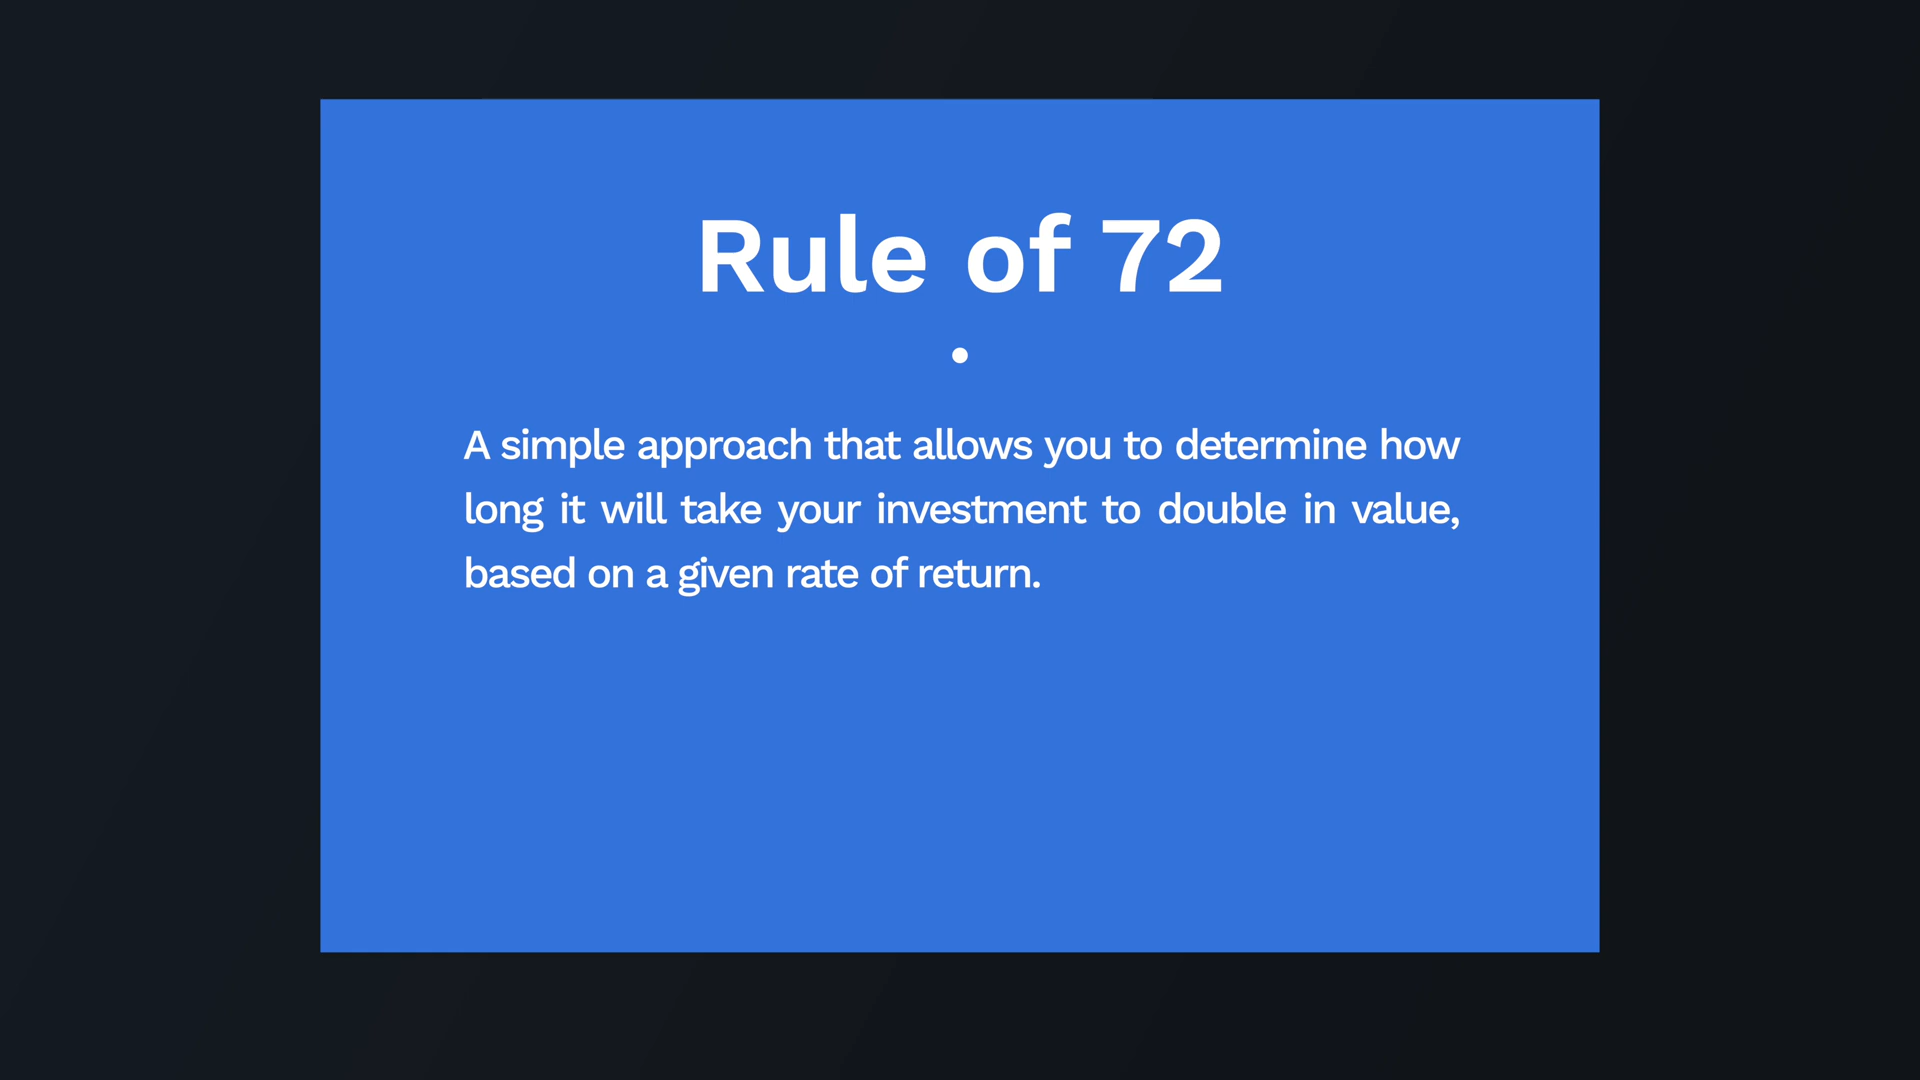 Rule of 72
A simple approach that allows you to determine how
long it will take your investment to double in value,
based on a given rate of return.